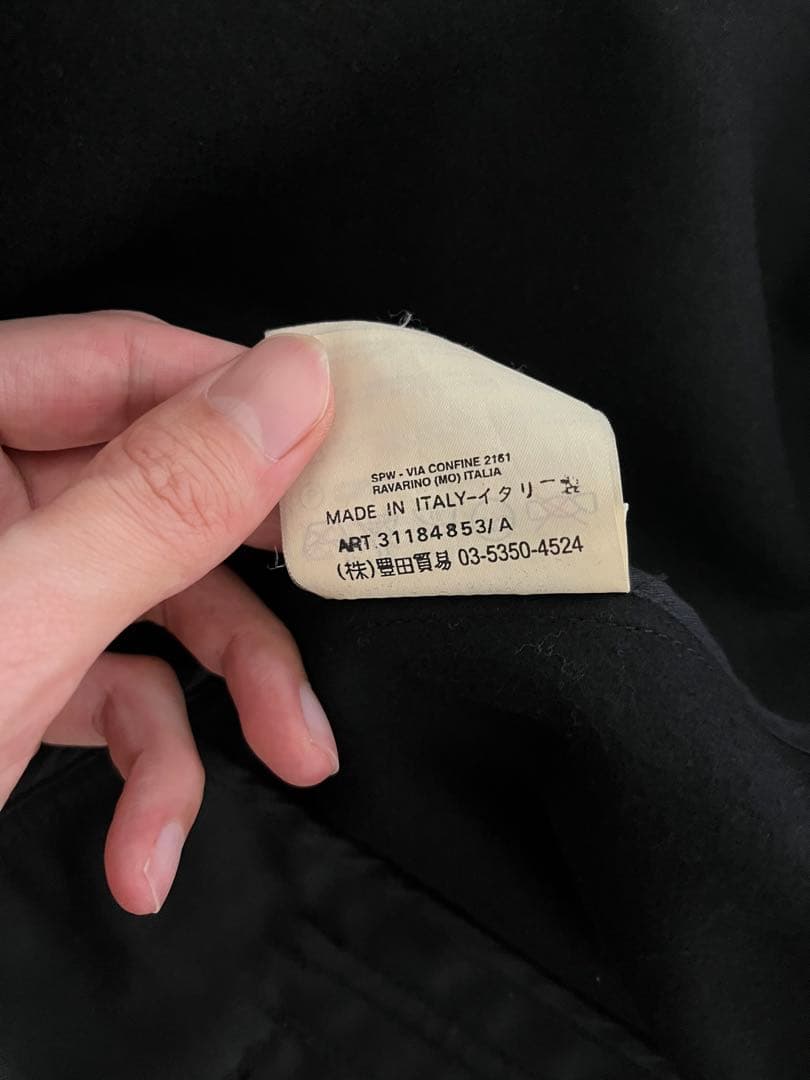 SPW - VIA CONFINE 2161
RAVARINO (MO) ITALIA
MADE IN ITALY-イタリー
ART.31184853/A
(株)豊田貿易 03-5350-4524